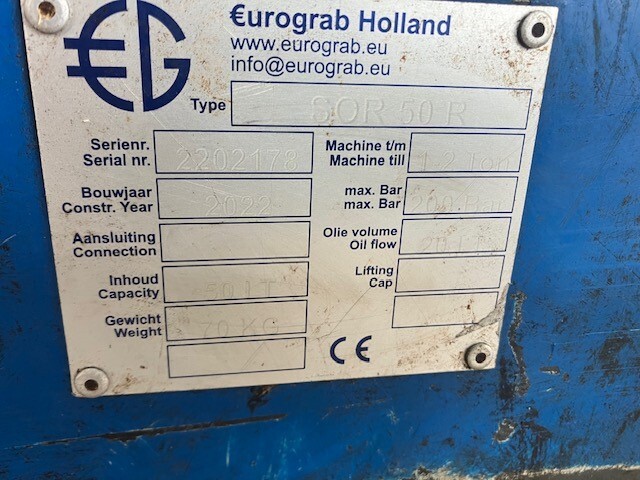 €G
€urograb Holland
www.eurograb.eu
info@eurograb.eu
Type SOR 50 R
Serienr.
Serial nr. 2202178
Machine t/m
Machine till 1-2 Ton
Bouwjaar
Constr. Year 2022
max. Bar
max. Bar 200 Bar
Aansluiting
Connection
Olie volume
Oil flow
Inhoud
Capacity 50 LT
Lifting
Cap
Gewicht
Weight 70 KG
CE